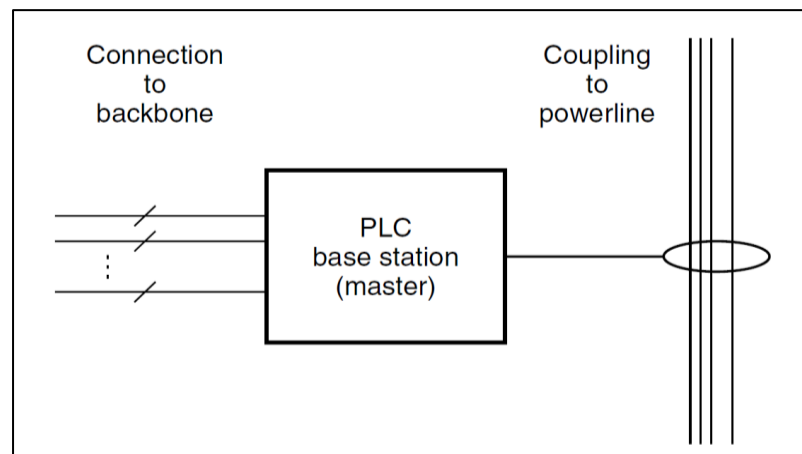 Connection
to
backbone
Coupling
to
powerline
PLC
base station
(master)